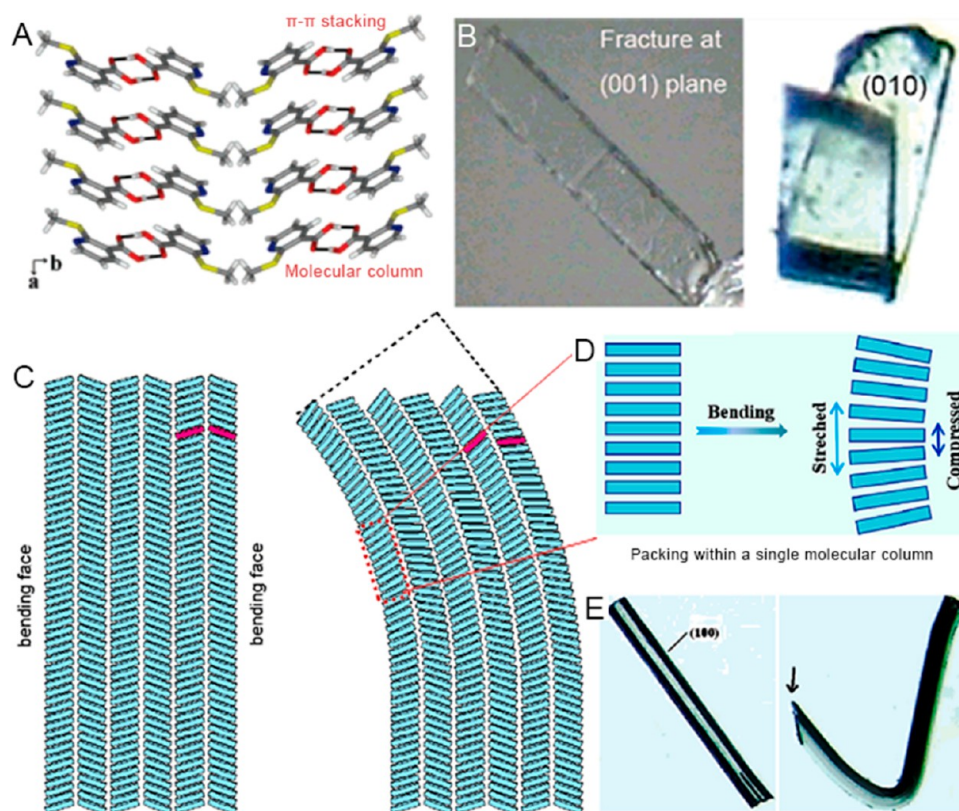 A
π-π stacking
Molecular column
a
b
B
Fracture at
(001) plane
(010)
C
bending face
bending face
D
Bending
Streched
Compressed
Packing within a single molecular column
E
(100)